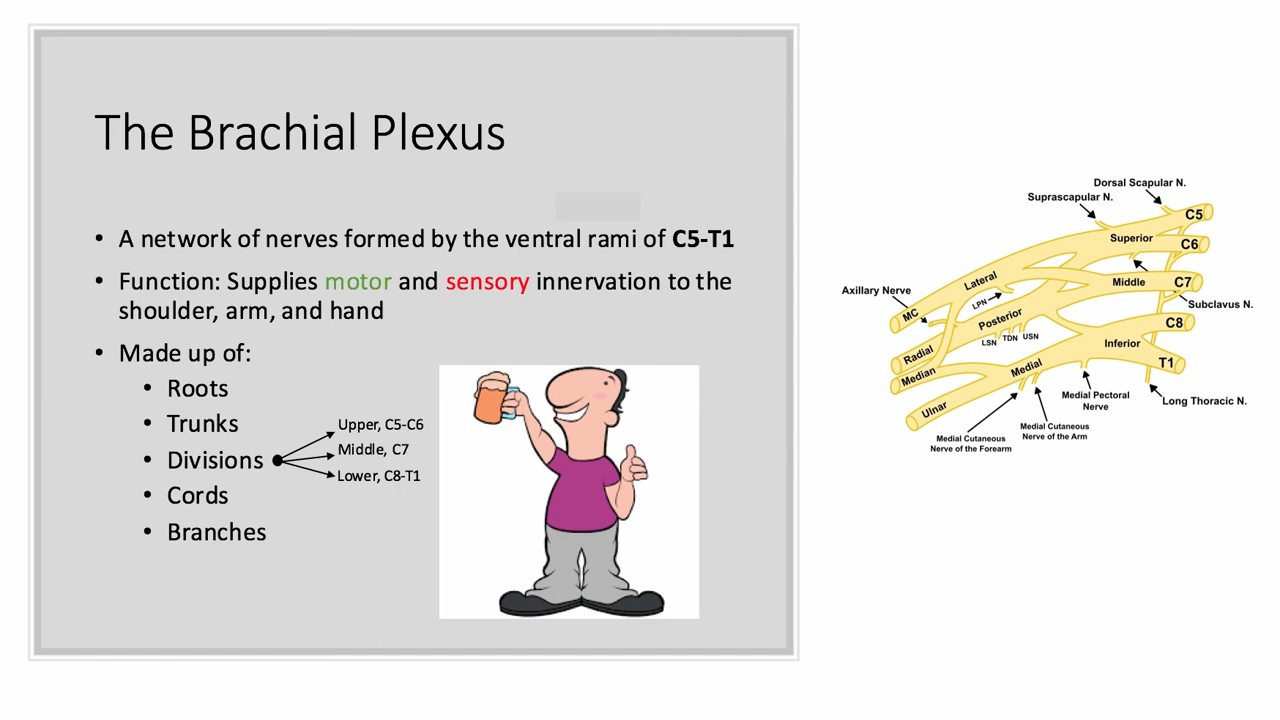 The Brachial Plexus
• A network of nerves formed by the ventral rami of C5-T1
• Function: Supplies motor and sensory innervation to the
shoulder, arm, and hand
• Made up of:
• Roots
• Trunks
• Divisions
• Cords
• Branches
Upper, C5-C6
Middle, C7
Lower, C8-T1
Dorsal Scapular N.
Suprascapular N.
C5
Superior
C6
Lateral
Middle
C7
Axillary Nerve
LPN
Subclavus N.
MC
Posterior
C8
LSN
TDN
USN
Inferior
Radial
T1
Median
Medial
Medial Pectoral
Nerve
Long Thoracic N.
Ulnar
Medial Cutaneous
Nerve of the Arm
Medial Cutaneous
Nerve of the Forearm